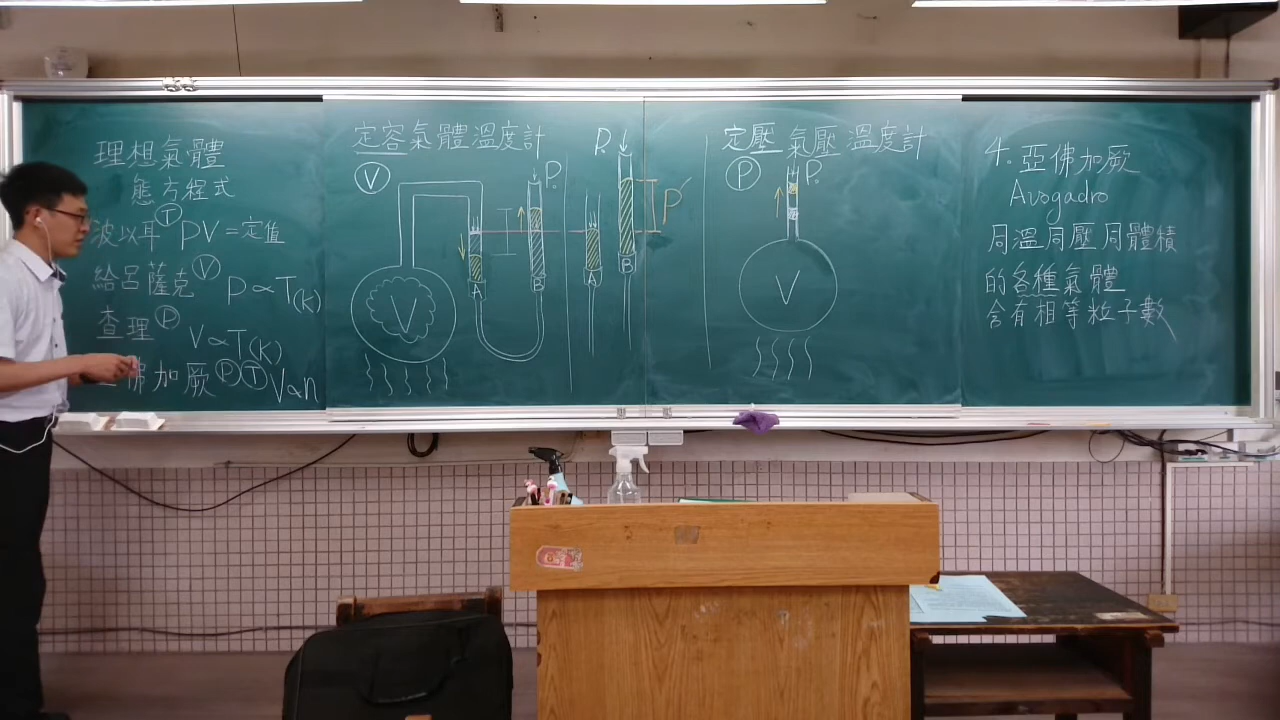 理想氣體
態方程式
波以耳 Ⓣ PV = 定值
給呂薩克 Ⓥ P ∝ T(K)
查理 Ⓟ V ∝ T(K)
佛加厥 Ⓟ Ⓣ V ∝ n
定容氣體溫度計
Ⓥ
V
A
B
P₀
A
B
P₀
P′
定壓氣壓溫度計
Ⓟ
P₀
V
4. 亞佛加厥
Avogadro
同溫同壓同體積
的各種氣體
含有相等粒子數